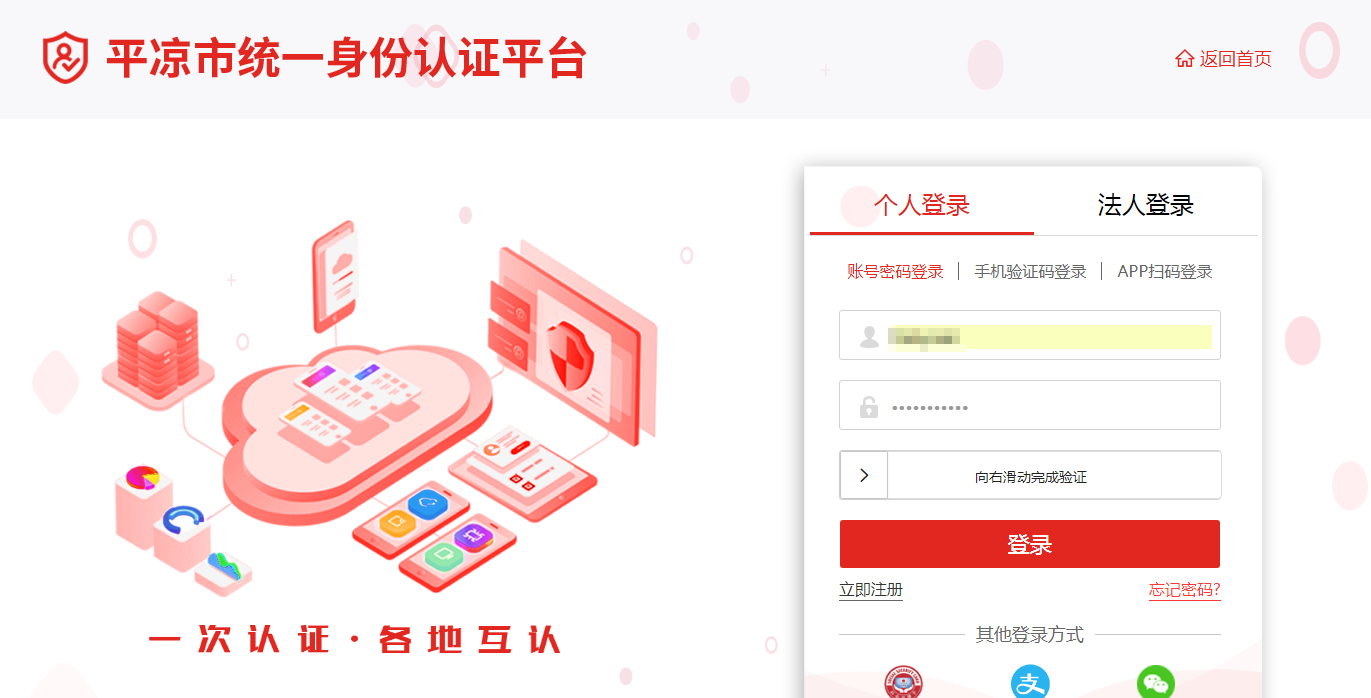 平凉市统一身份认证平台
返回首页
个人登录 法人登录
账号密码登录 手机验证码登录 APP扫码登录
向右滑动完成验证
登录
立即注册 忘记密码?
其他登录方式
支
一次认证·各地互认